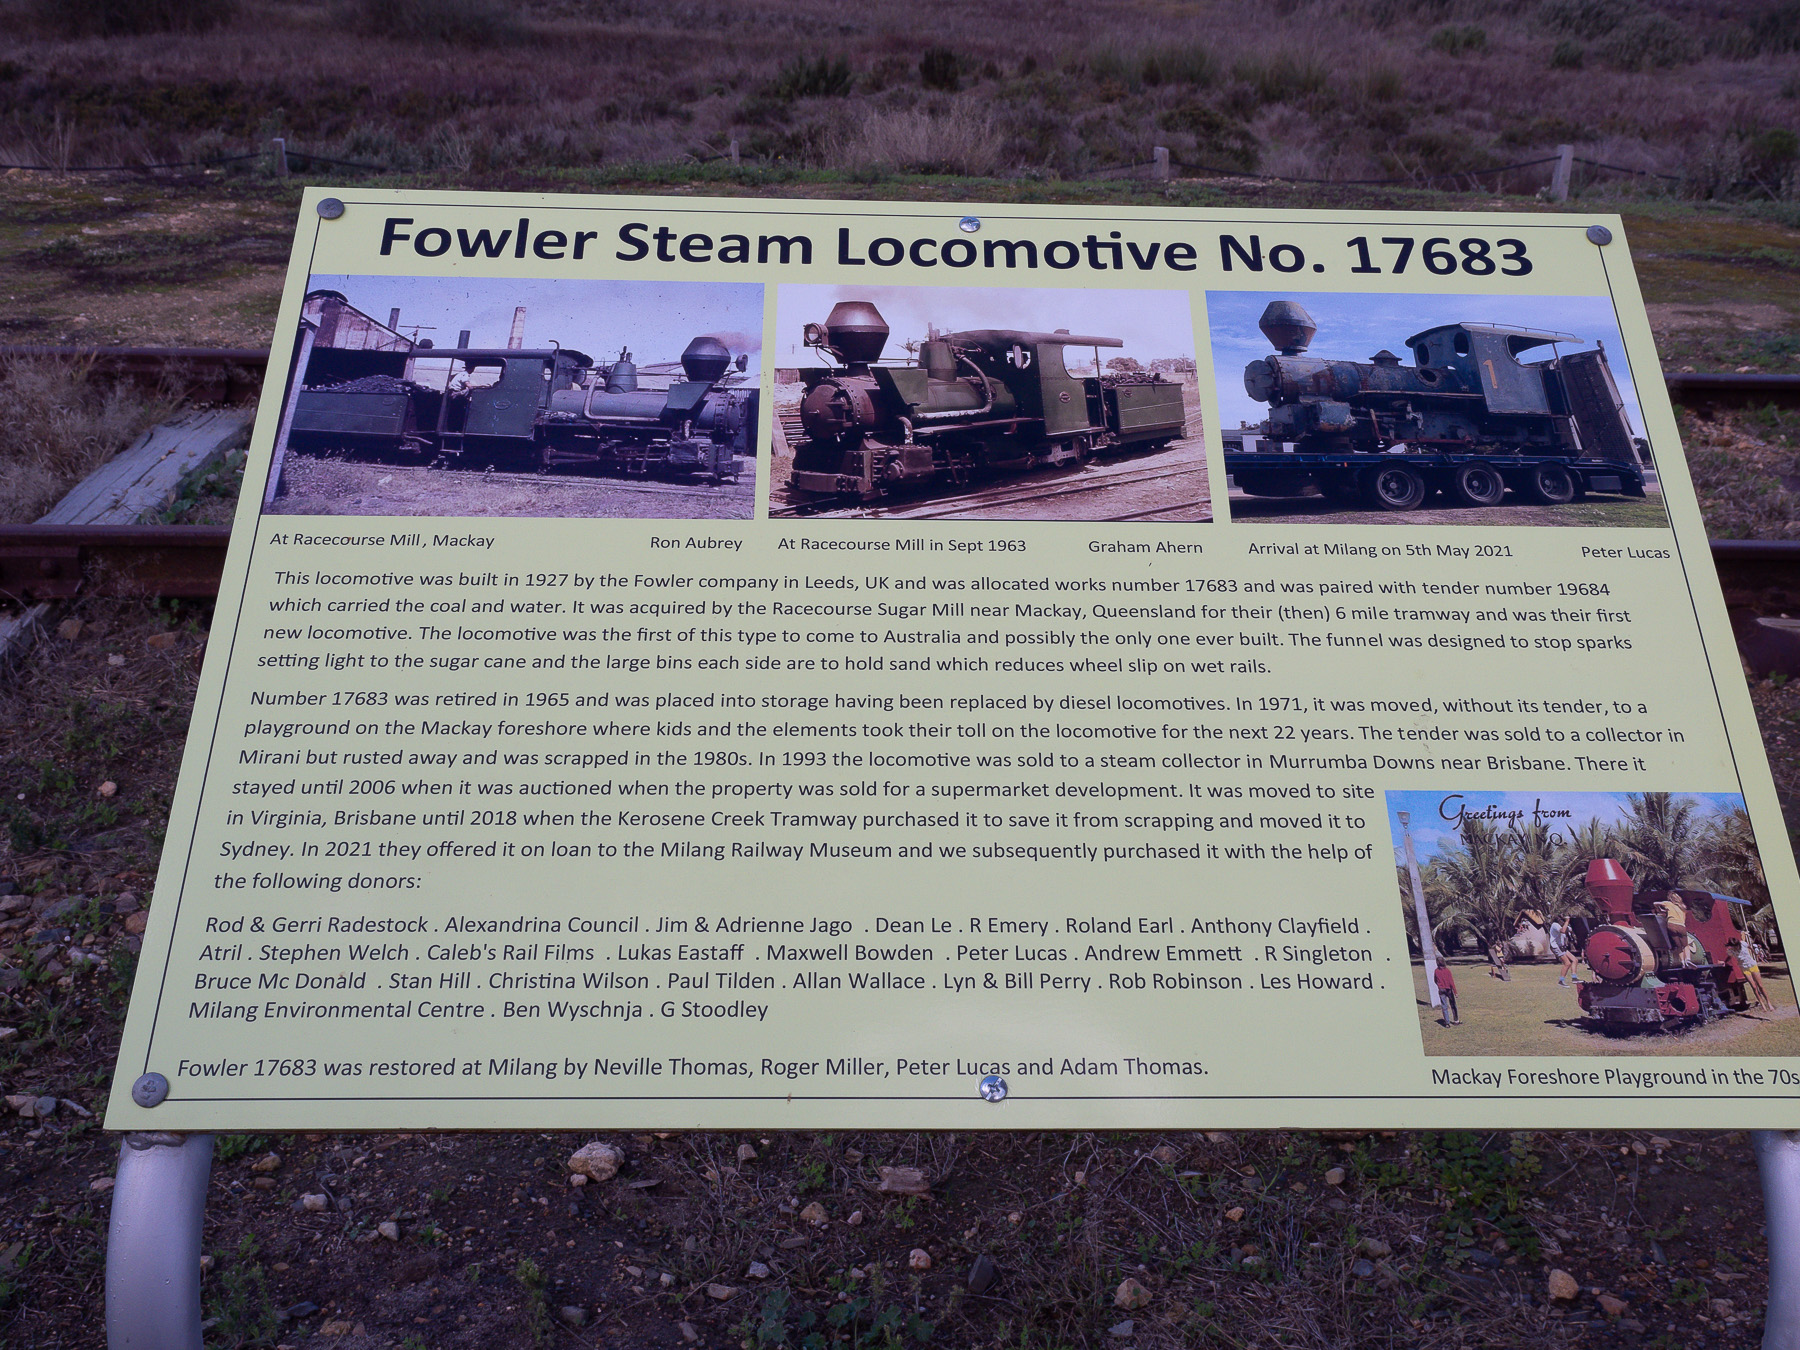 Fowler Steam Locomotive No. 17683
1
At Racecourse Mill, Mackay
Ron Aubrey
At Racecourse Mill in Sept 1963
Graham Ahern
Arrival at Milang on 5th May 2021
Peter Lucas
This locomotive was built in 1927 by the Fowler company in Leeds, UK and was allocated works number 17683 and was paired with tender number 19684
which carried the coal and water. It was acquired by the Racecourse Sugar Mill near Mackay, Queensland for their (then) 6 mile tramway and was their first
new locomotive. The locomotive was the first of this type to come to Australia and possibly the only one ever built. The funnel was designed to stop sparks
setting light to the sugar cane and the large bins each side are to hold sand which reduces wheel slip on wet rails.
Number 17683 was retired in 1965 and was placed into storage having been replaced by diesel locomotives. In 1971, it was moved, without its tender, to a
playground on the Mackay foreshore where kids and the elements took their toll on the locomotive for the next 22 years. The tender was sold to a collector in
Mirani but rusted away and was scrapped in the 1980s. In 1993 the locomotive was sold to a steam collector in Murrumba Downs near Brisbane. There it
stayed until 2006 when it was auctioned when the property was sold for a supermarket development. It was moved to site
in Virginia, Brisbane until 2018 when the Kerosene Creek Tramway purchased it to save it from scrapping and moved it to
Sydney. In 2021 they offered it on loan to the Milang Railway Museum and we subsequently purchased it with the help of
the following donors:
Greetings from
MACKAY. Q.
Rod & Gerri Radestock . Alexandrina Council . Jim & Adrienne Jago . Dean Le . R Emery . Roland Earl . Anthony Clayfield .
Atril . Stephen Welch . Caleb's Rail Films . Lukas Eastaff . Maxwell Bowden . Peter Lucas . Andrew Emmett . R Singleton .
Bruce Mc Donald . Stan Hill . Christina Wilson . Paul Tilden . Allan Wallace . Lyn & Bill Perry . Rob Robinson . Les Howard .
Milang Environmental Centre . Ben Wyschnja . G Stoodley
Fowler 17683 was restored at Milang by Neville Thomas, Roger Miller, Peter Lucas and Adam Thomas.
Mackay Foreshore Playground in the 70s